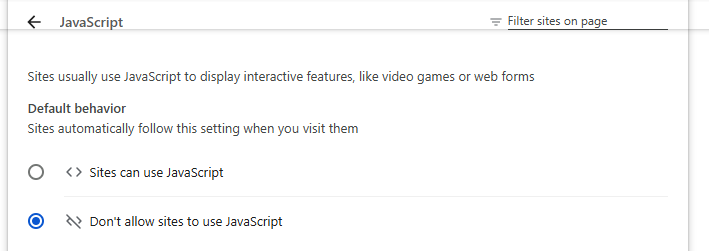 JavaScript
Filter sites on page
Sites usually use JavaScript to display interactive features, like video games or web forms
Default behavior
Sites automatically follow this setting when you visit them
Sites can use JavaScript
Don't allow sites to use JavaScript